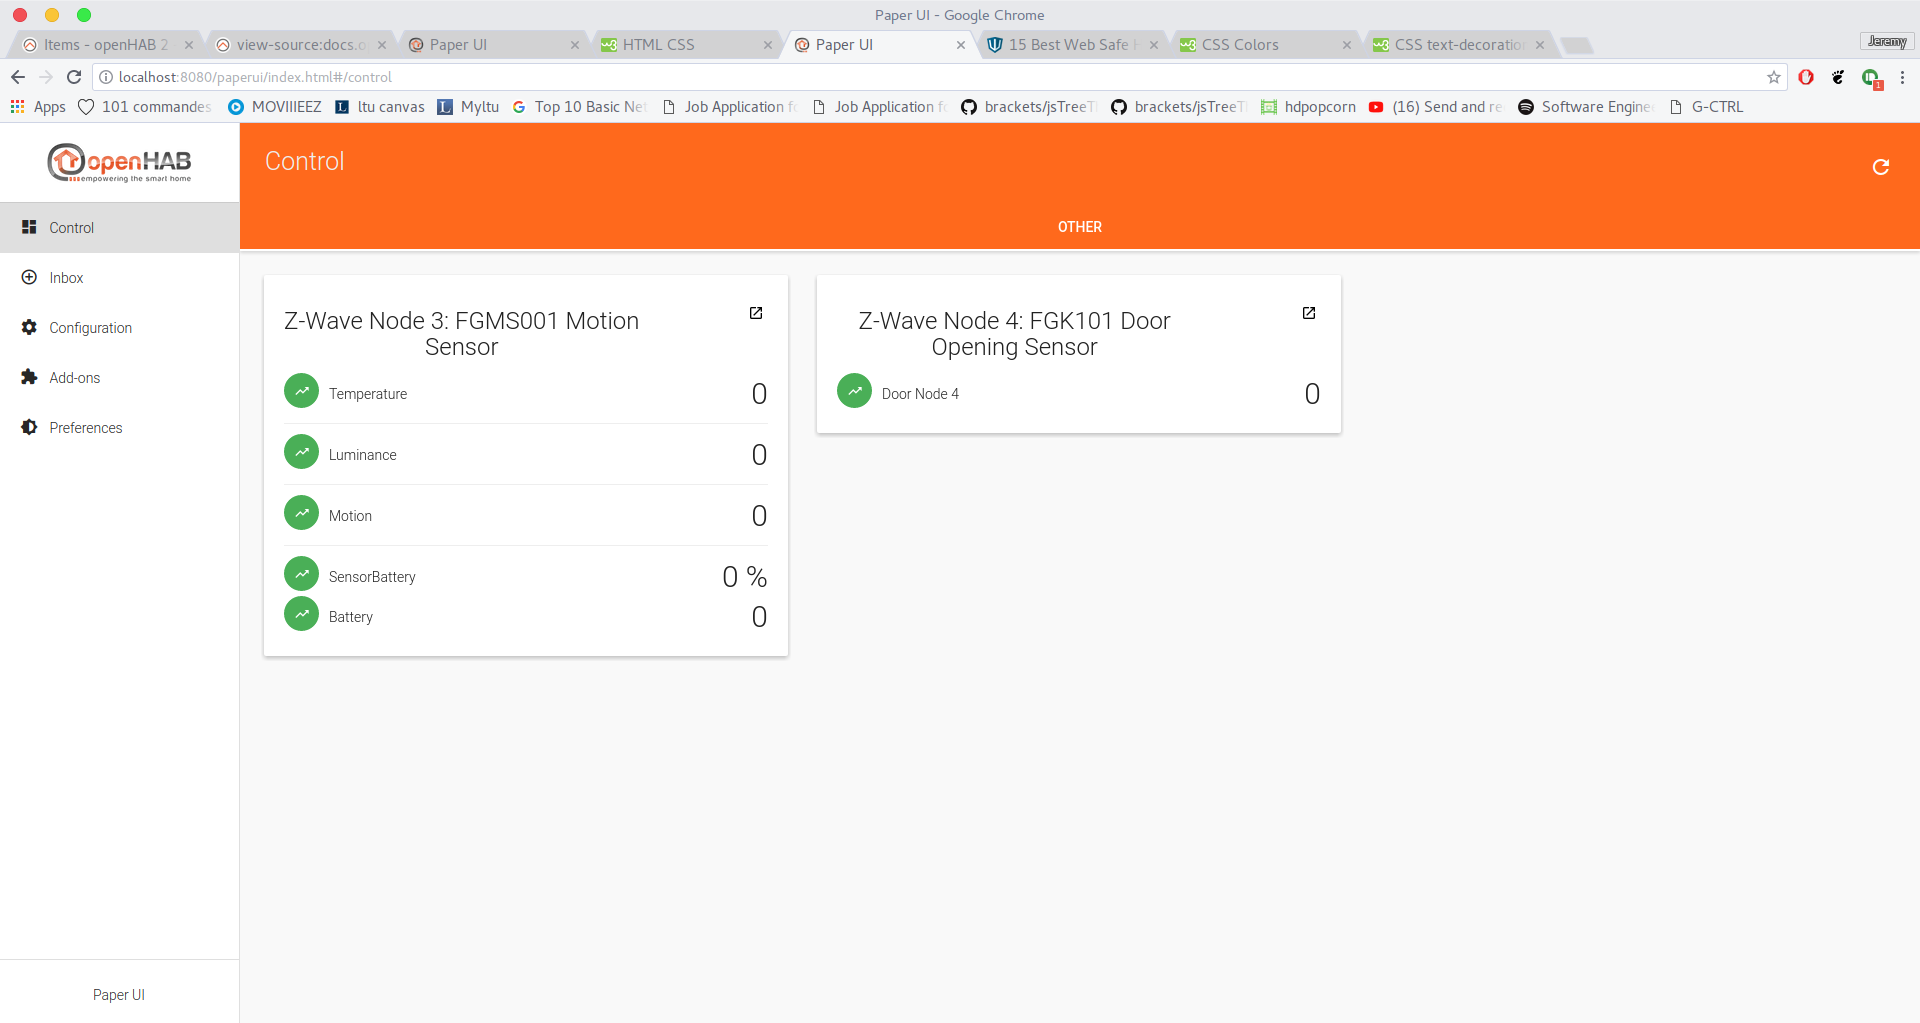 Paper UI - Google Chrome
Items - openHAB 2
view-source:docs.o
Paper UI
HTML CSS
Paper UI
15 Best Web Safe
CSS Colors
CSS text-decoratio
Jeremy
localhost:8080/paperui/index.html#/control
1
Apps
101 commandes
MOVIIIEEZ
ltu canvas
Myltu
Top 10 Basic Net
Job Application fo
Job Application fo
brackets/jsTreeT
brackets/jsTreeT
hdpopcorn
(16) Send and re
Software Engine
G-CTRL
openHAB
empowering the smart home
Control
Inbox
Configuration
Add-ons
Preferences
Paper UI
Control
OTHER
Z-Wave Node 3: FGMS001 Motion
Sensor
Temperature 0
Luminance 0
Motion 0
SensorBattery 0 %
Battery 0
Z-Wave Node 4: FGK101 Door
Opening Sensor
Door Node 4 0